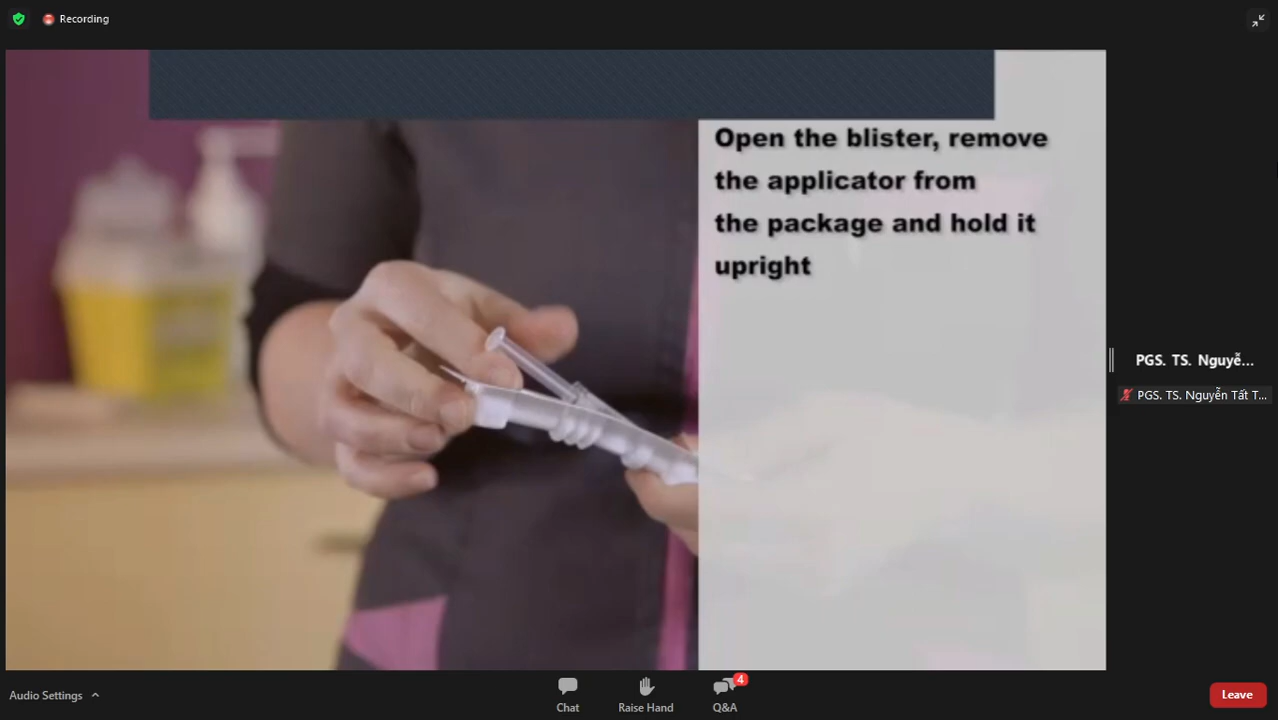 Recording
Open the blister, remove
the applicator from
the package and hold it
upright
PGS. TS. Nguyễ...
PGS. TS. Nguyễn Tất T...
Audio Settings
Chat
Raise Hand
4
Q&A
Leave